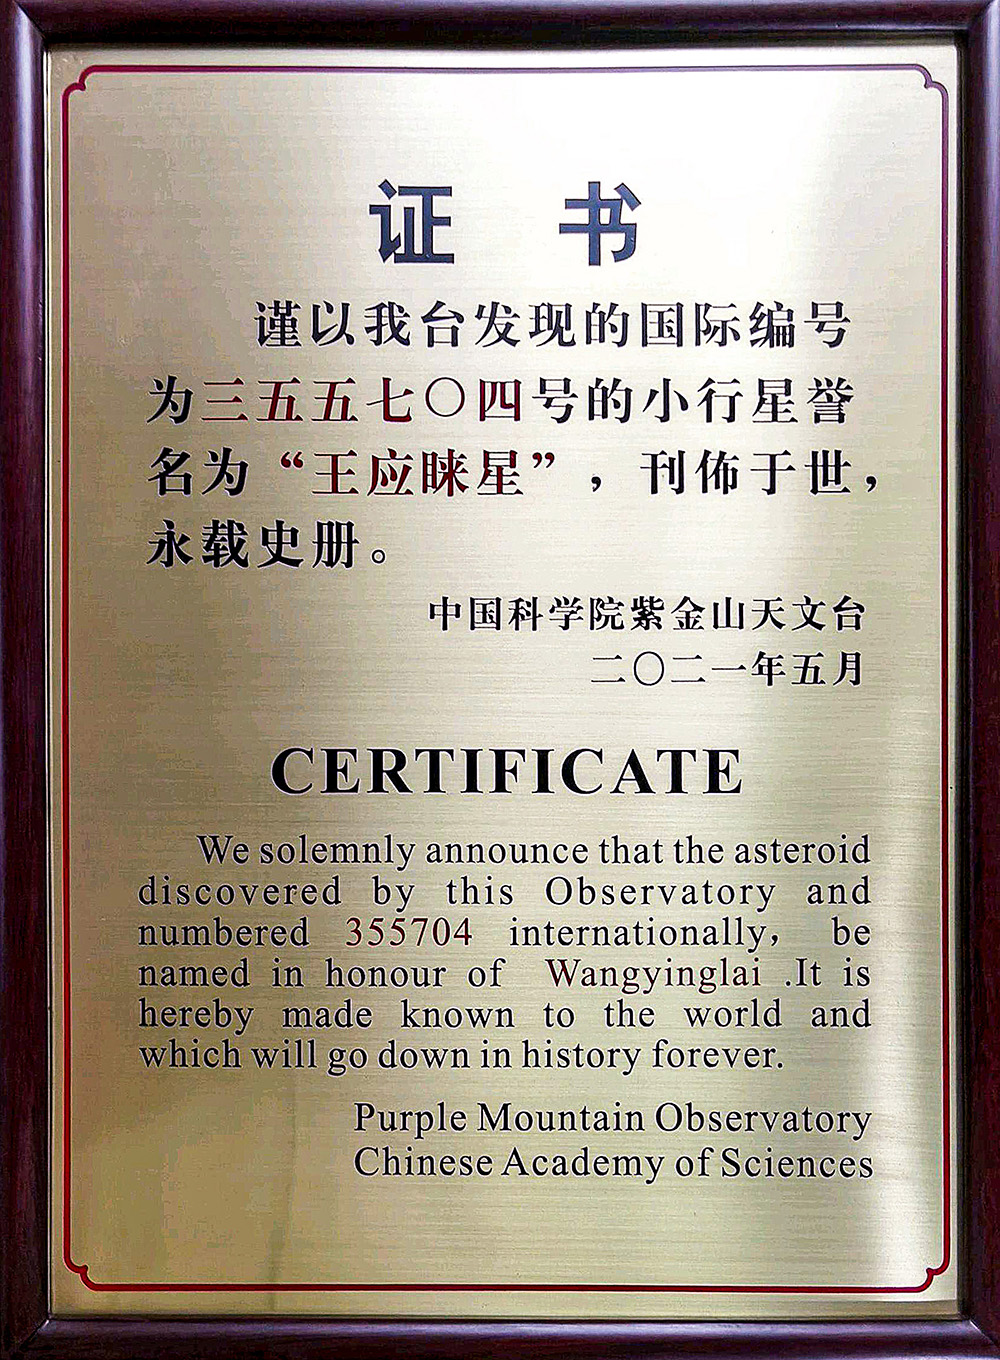 证 书
谨以我台发现的国际编号
为三五五七〇四号的小行星誉
名为“王应睐星”，刊佈于世，
永载史册。
中国科学院紫金山天文台
二〇二一年五月
CERTIFICATE
We solemnly announce that the asteroid
discovered by this Observatory and
numbered 355704 internationally, be
named in honour of Wangyinglai .It is
hereby made known to the world and
which will go down in history forever.
Purple Mountain Observatory
Chinese Academy of Sciences